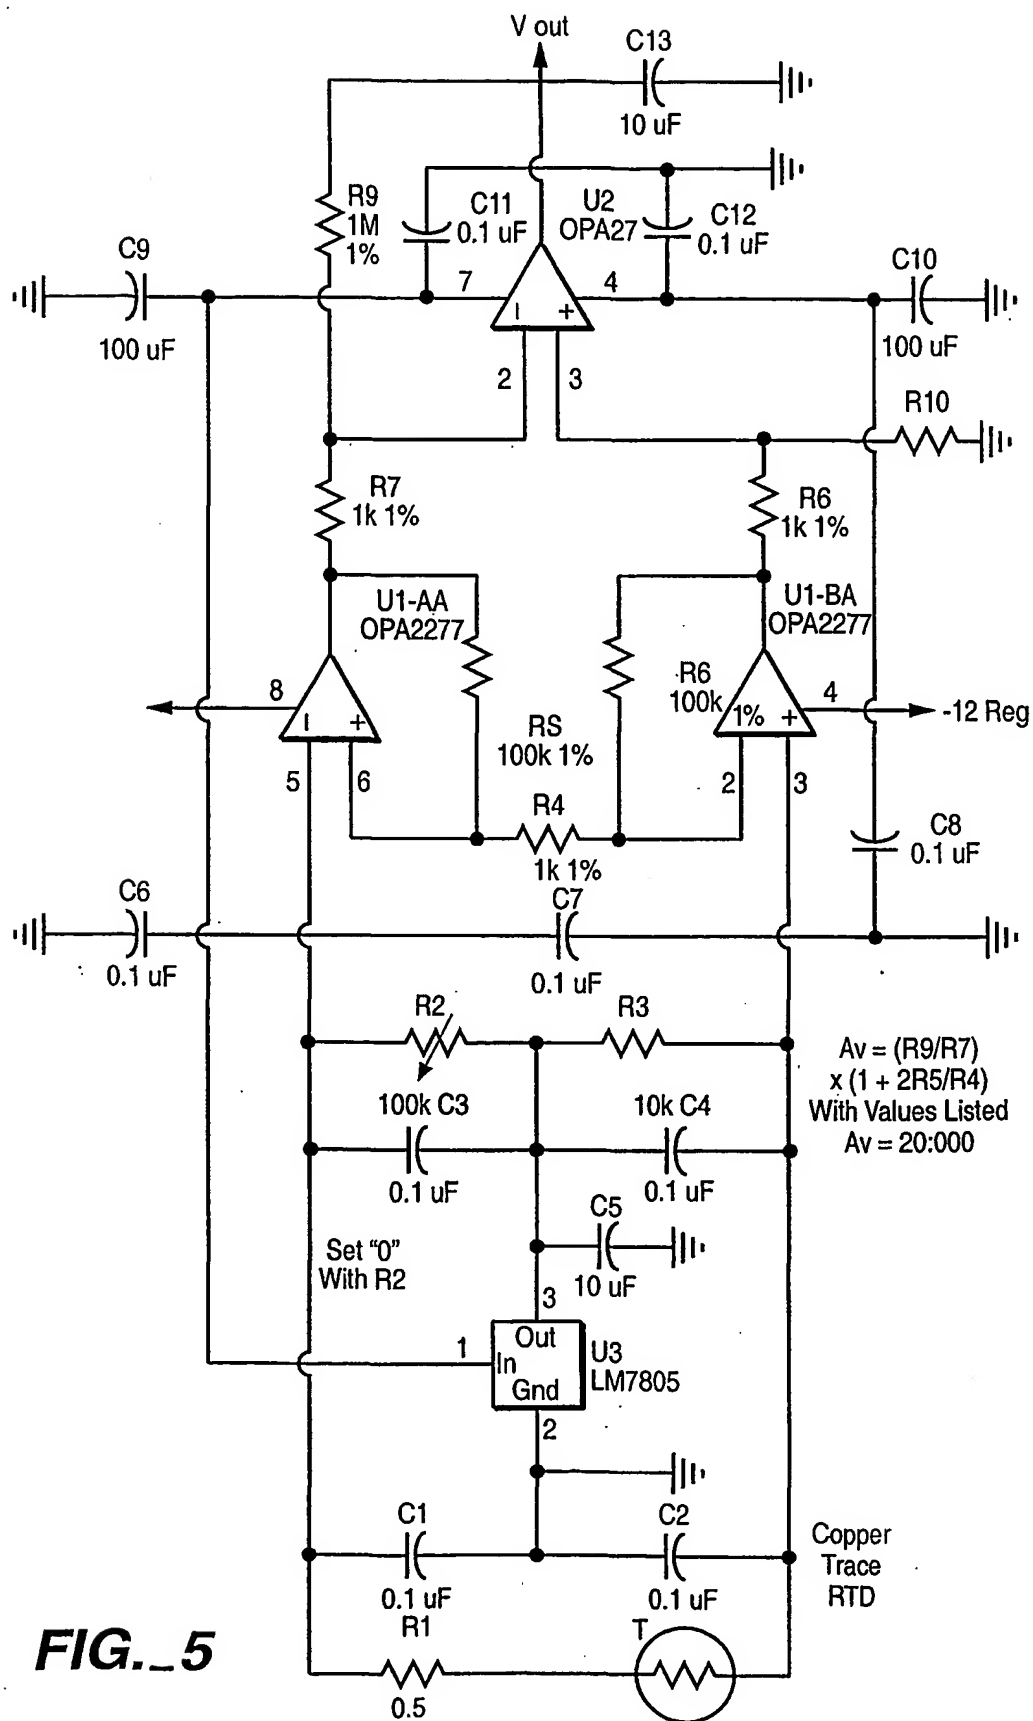 V out
C13
10 uF
R9
1M
1%
C11
0.1 uF
U2
OPA27
C12
0.1 uF
C9
100 uF
7
4
C10
100 uF
–
+
2
3
R10
R7
1k 1%
R6
1k 1%
U1-AA
OPA2277
U1-BA
OPA2277
8
–
+
R6
100k
1%
+
4
-12 Reg
RS
100k 1%
5
6
2
3
R4
1k 1%
C8
0.1 uF
C6
0.1 uF
C7
0.1 uF
R2
R3
100k C3
0.1 uF
10k C4
0.1 uF
Av = (R9/R7)
x (1 + 2R5/R4)
With Values Listed
Av = 20:000
C5
10 uF
Set "0"
With R2
3
1
Out
In
Gnd
U3
LM7805
2
C1
0.1 uF
C2
0.1 uF
Copper
Trace
RTD
R1
0.5
T
FIG._5